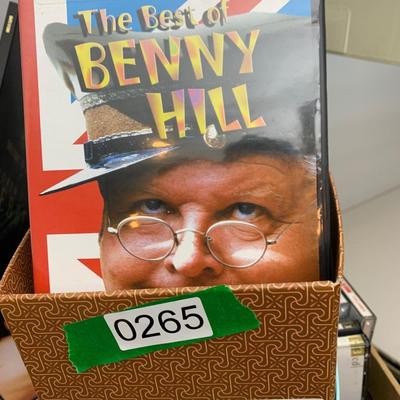 The Best of
BENNY
HILL
0265